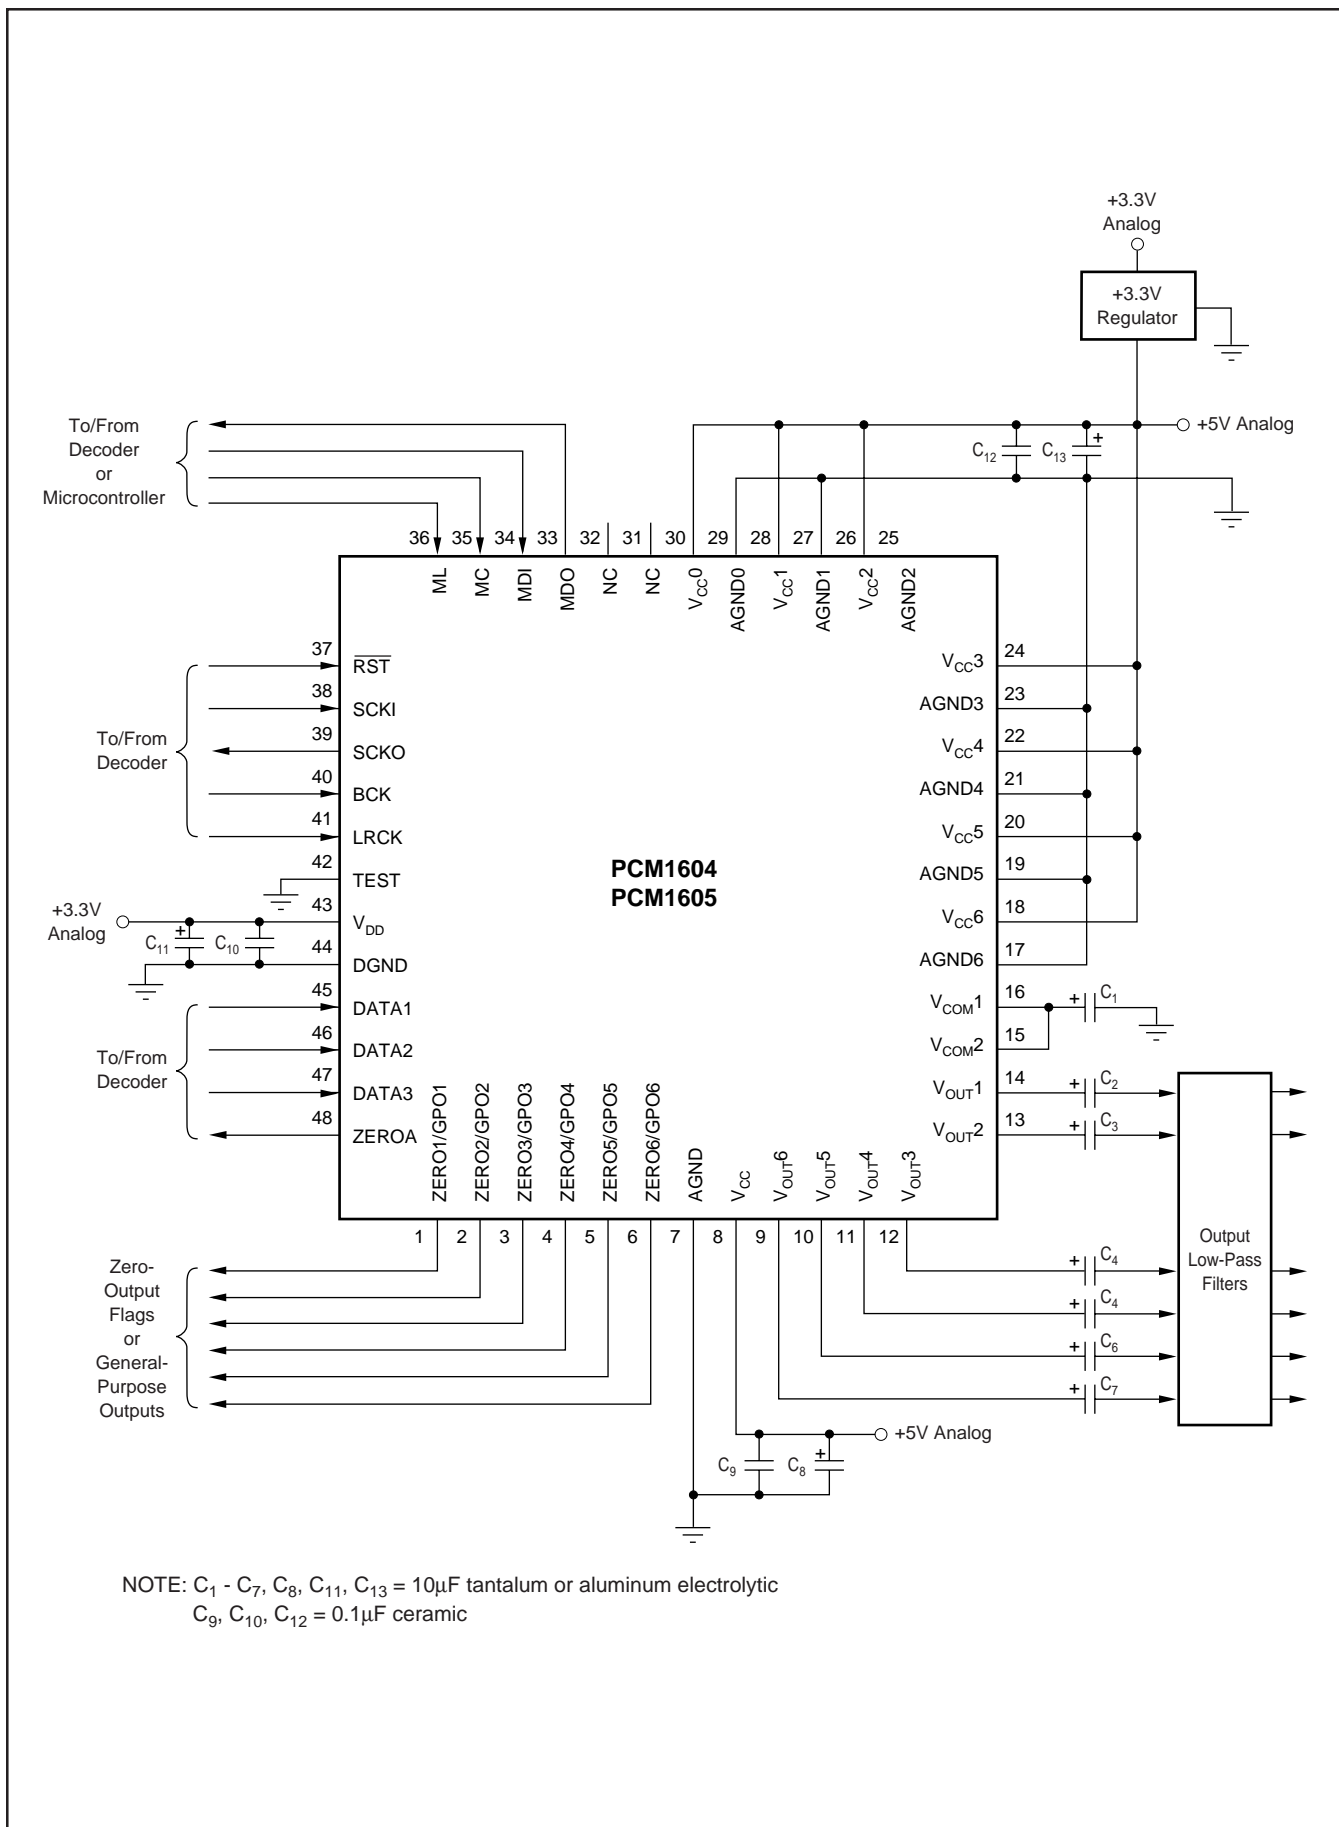 +3.3V
Analog
+3.3V
Regulator
To/From
Decoder
or
Microcontroller
+5V Analog
C12
C13
+
36
35
34
33
32
31
30
29
28
27
26
25
ML
MC
MDI
MDO
NC
NC
VCC0
AGND0
VCC1
AGND1
VCC2
AGND2
To/From
Decoder
37
RST
38
SCKI
39
SCKO
40
BCK
41
LRCK
42
TEST
+3.3V
Analog
+
C11
C10
43
VDD
44
DGND
To/From
Decoder
45
DATA1
46
DATA2
47
DATA3
48
ZEROA
PCM1604
PCM1605
VCC3
24
AGND3
23
VCC4
22
AGND4
21
VCC5
20
AGND5
19
VCC6
18
AGND6
17
VCOM1
16
+
C1
VCOM2
15
VOUT1
14
+
C2
VOUT2
13
+
C3
ZERO1/GPO1
ZERO2/GPO2
ZERO3/GPO3
ZERO4/GPO4
ZERO5/GPO5
ZERO6/GPO6
AGND
VCC
VOUT6
VOUT5
VOUT4
VOUT3
1
2
3
4
5
6
7
8
9
10
11
12
Zero-
Output
Flags
or
General-
Purpose
Outputs
+
C4
+
C4
+
C6
+
C7
Output
Low-Pass
Filters
+5V Analog
C9
C8
+
NOTE: C1 - C7, C8, C11, C13 = 10µF tantalum or aluminum electrolytic
C9, C10, C12 = 0.1µF ceramic